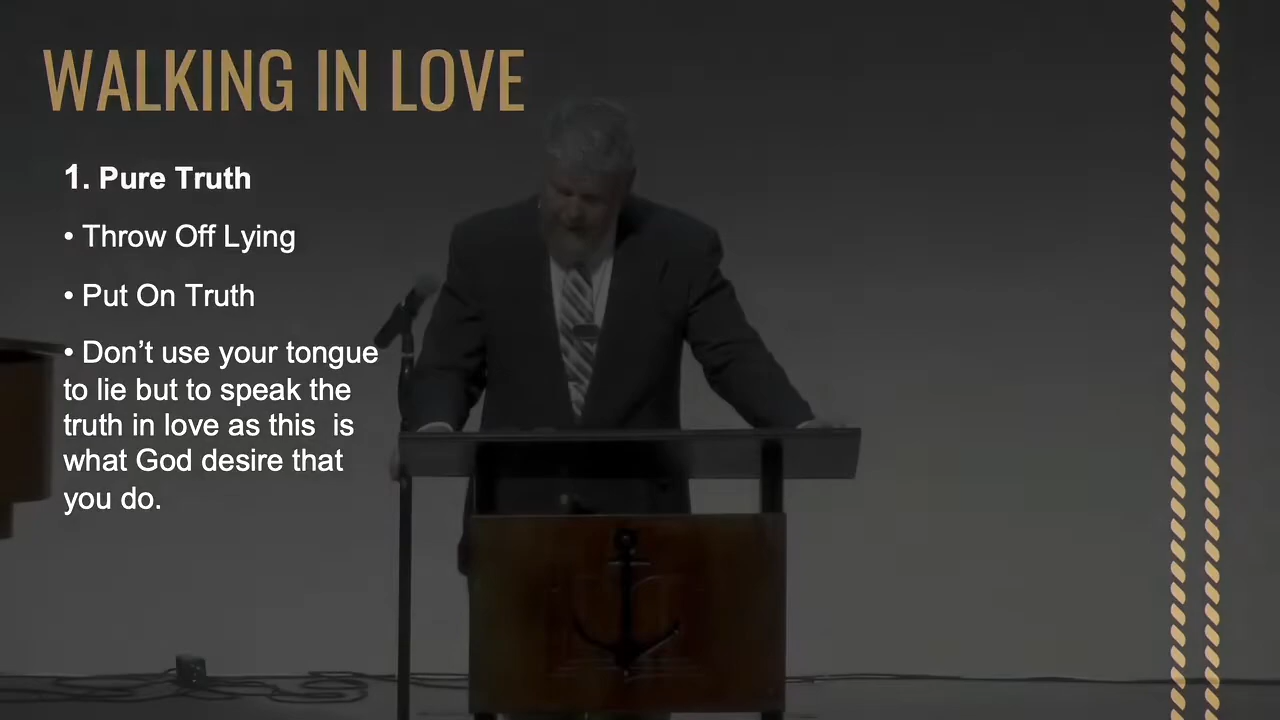 WALKING IN LOVE
1. Pure Truth
• Throw Off Lying
• Put On Truth
• Don’t use your tongue
to lie but to speak the
truth in love as this  is
what God desire that
you do.